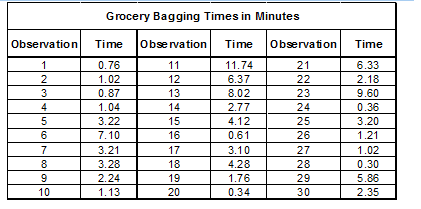 Grocery Bagging Times in Minutes
Observation Time Observation Time Observation Time
1 0.76 11 11.74 21 6.33
2 1.02 12 6.37 22 2.18
3 0.87 13 8.02 23 9.60
4 1.04 14 2.77 24 0.36
5 3.22 15 4.12 25 3.20
6 7.10 16 0.61 26 1.21
7 3.21 17 3.10 27 1.02
8 3.28 18 4.28 28 0.30
9 2.24 19 1.76 29 5.86
10 1.13 20 0.34 30 2.35